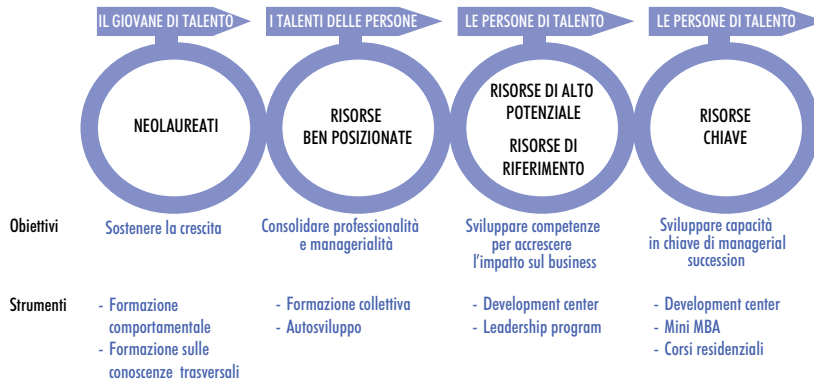 IL GIOVANE DI TALENTO
I TALENTI DELLE PERSONE
LE PERSONE DI TALENTO
LE PERSONE DI TALENTO
NEOLAUREATI
RISORSE
BEN POSIZIONATE
RISORSE DI ALTO
POTENZIALE
RISORSE DI
RIFERIMENTO
RISORSE
CHIAVE
Obiettivi
Sostenere la crescita
Consolidare professionalità
e managerialità
Sviluppare competenze
per accrescere
l'impatto sul business
Sviluppare capacità
in chiave di managerial
succession
Strumenti
- Formazione
comportamentale
- Formazione sulle
conoscenze trasversali
- Formazione collettiva
- Autosviluppo
- Development center
- Leadership program
- Development center
- Mini MBA
- Corsi residenziali